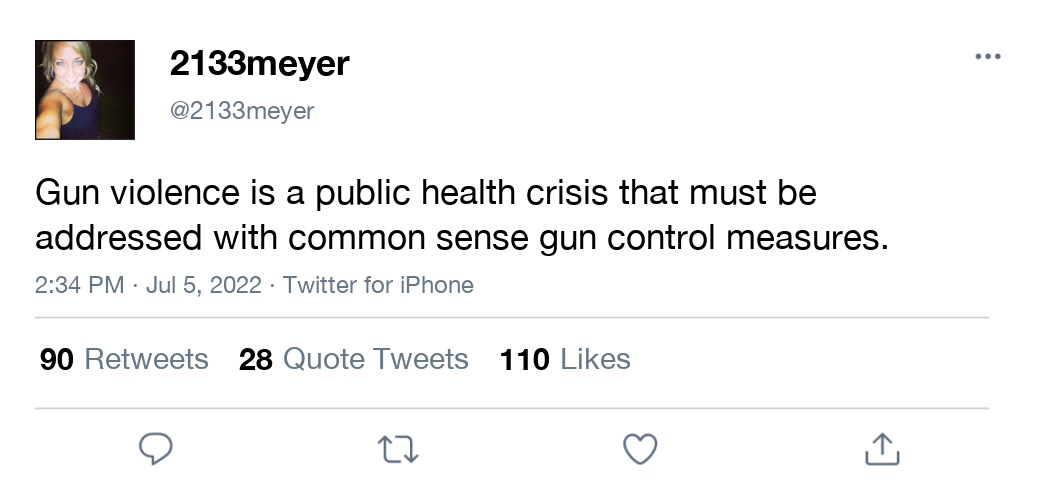 2133meyer
@2133meyer
Gun violence is a public health crisis that must be
addressed with common sense gun control measures.
2:34 PM · Jul 5, 2022 · Twitter for iPhone
90 Retweets 28 Quote Tweets 110 Likes